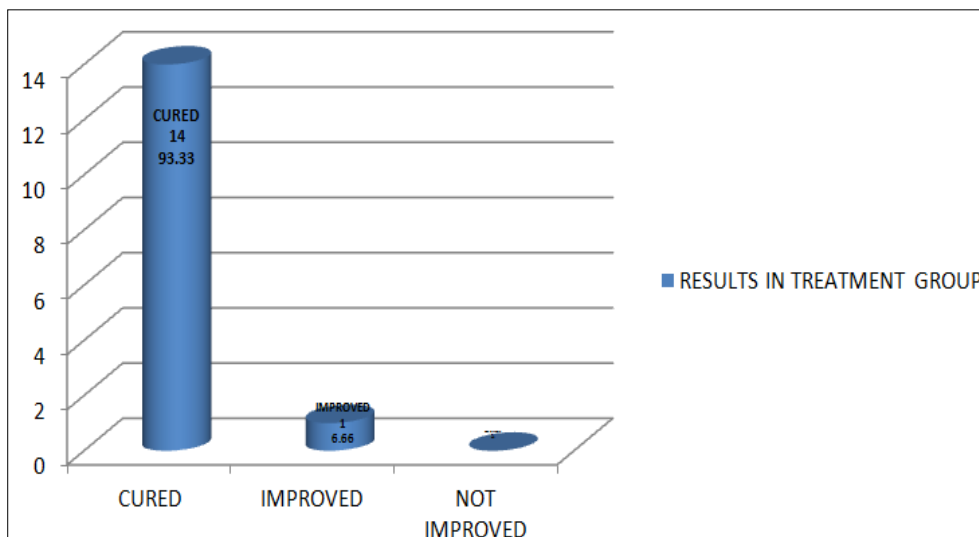 14
12
10
8
6
4
2
0
CURED
14
93.33
IMPROVED
1
6.66
CURED
IMPROVED
NOT
IMPROVED
RESULTS IN TREATMENT GROUP